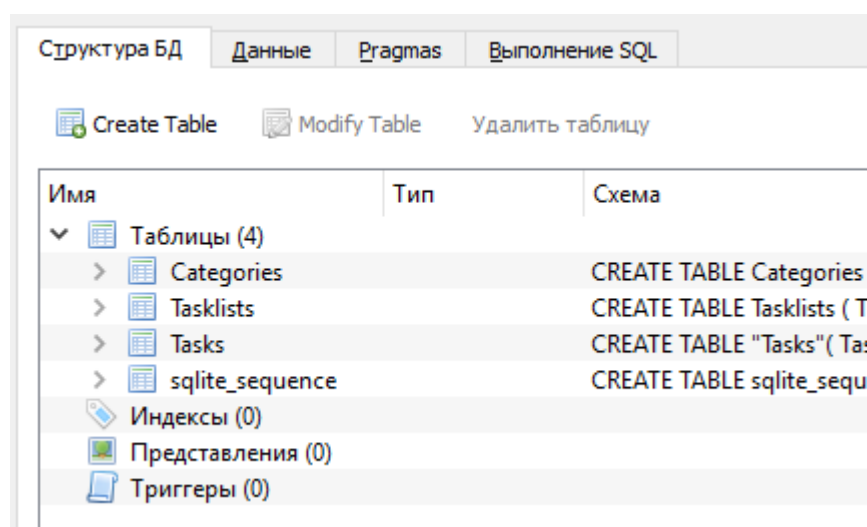 Структура БД Данные Pragmas Выполнение SQL
Create Table Modify Table Удалить таблицу
Имя Тип Схема
Таблицы (4)
Categories CREATE TABLE Categories
Tasklists CREATE TABLE Tasklists ( T
Tasks CREATE TABLE "Tasks"( Tas
sqlite_sequence CREATE TABLE sqlite_sequ
Индексы (0)
Представления (0)
Триггеры (0)